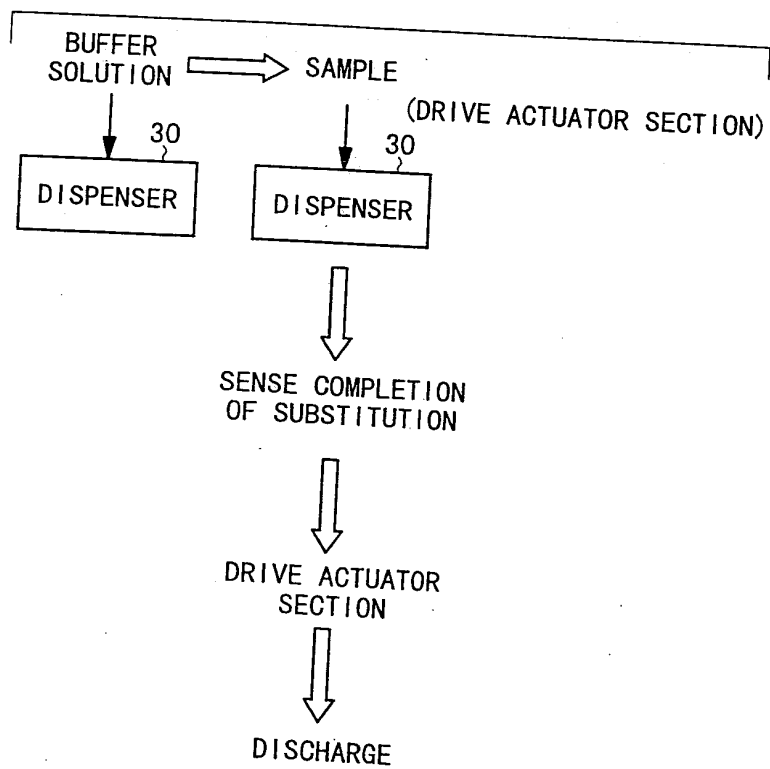 BUFFER
SOLUTION
SAMPLE
(DRIVE ACTUATOR SECTION)
30
DISPENSER
30
DISPENSER
SENSE COMPLETION
OF SUBSTITUTION
DRIVE ACTUATOR
SECTION
DISCHARGE